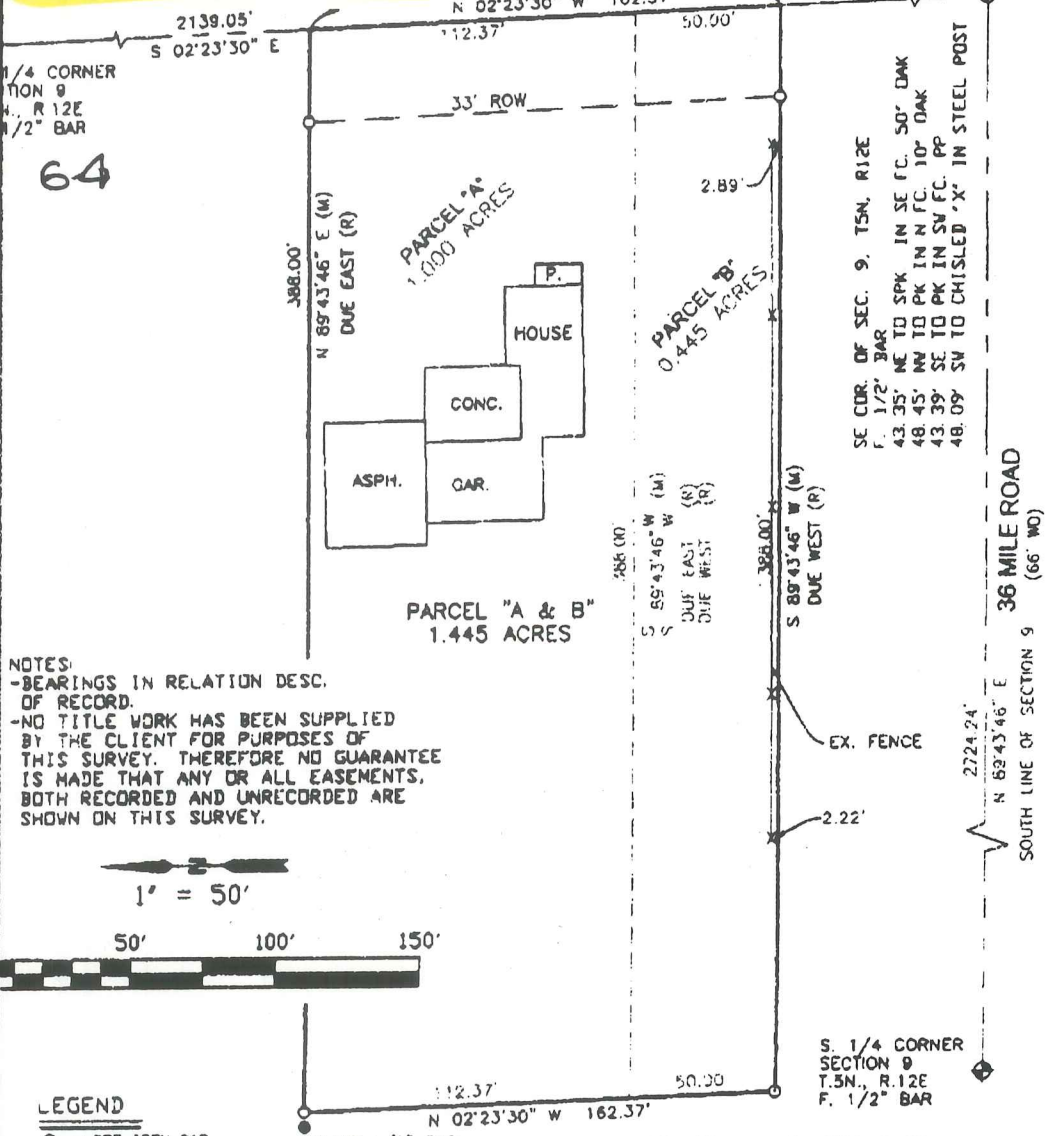 2139.05'
S 02°23'30" E
N 02°23'30" W
112.37'
50.00'
1/4 CORNER
TION 9
R 12E
1/2" BAR
64
33' ROW
2.89'
388.00'
N 89°43'46" E (M)
DUE EAST (R)
PARCEL "A"
1.000 ACRES
P.
HOUSE
CONC.
ASPH.
GAR.
PARCEL "B"
0.445 ACRES
SE COR. OF SEC. 9, T5N, R12E
F. 1/2" BAR
43.35' NE TO SPK IN SE FC. 50" OAK
48.45' NW TO PK IN N FC. 10" OAK
43.39' SE TO PK IN SW FC. PP
48.09' SW TO CHISLED "X" IN STEEL POST
388.00'
S 89°43'46" W (M)
S
DUE EAST (R)
DUE WEST (R)
388.00'
S 89°43'46" W (M)
DUE WEST (R)
36 MILE ROAD
(66' WD)
PARCEL "A & B"
1.445 ACRES
NOTES:
-BEARINGS IN RELATION DESC.
OF RECORD.
-NO TITLE WORK HAS BEEN SUPPLIED
BY THE CLIENT FOR PURPOSES OF
THIS SURVEY. THEREFORE NO GUARANTEE
IS MADE THAT ANY OR ALL EASEMENTS,
BOTH RECORDED AND UNRECORDED ARE
SHOWN ON THIS SURVEY.
EX. FENCE
2.22'
2724.24'
N 89°43'46" E
SOUTH LINE OF SECTION 9
N
1" = 50'
50' 100' 150'
S. 1/4 CORNER
SECTION 9
T.5N., R.12E
F. 1/2" BAR
112.37'
50.00'
N 02°23'30" W 162.37'
LEGEND